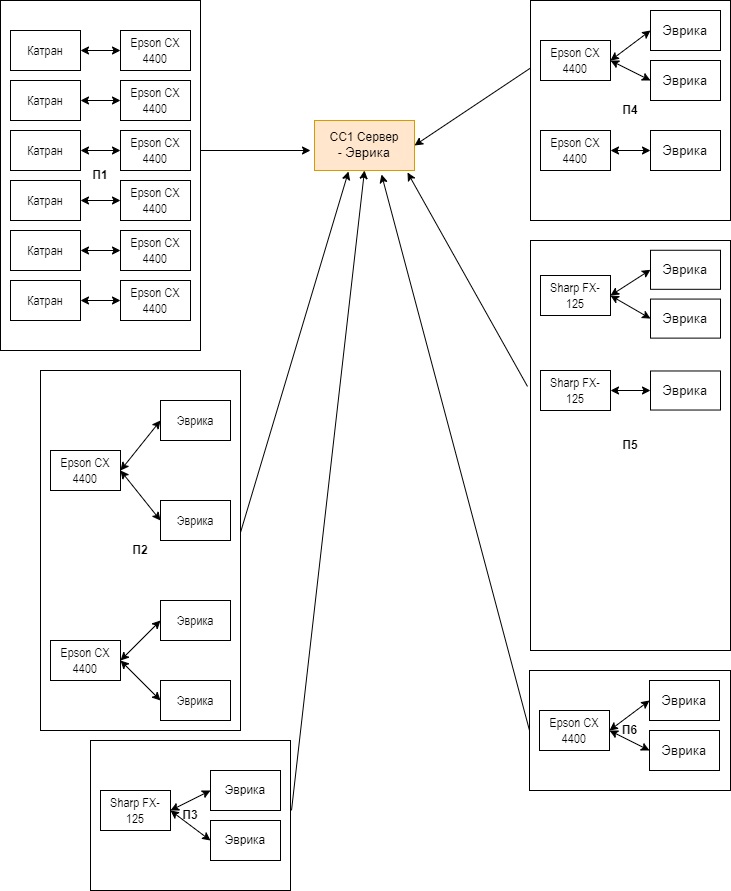 Катран
Epson CX
4400
Катран
Epson CX
4400
Катран
Epson CX
4400
П1
Катран
Epson CX
4400
Катран
Epson CX
4400
Катран
Epson CX
4400
СС1 Сервер
- Эврика
Эврика
Epson CX
4400
Эврика
П4
Epson CX
4400
Эврика
Эврика
Sharp FX-
125
Эврика
Sharp FX-
125
Эврика
П5
Эврика
Epson CX
4400
Эврика
П2
Эврика
Epson CX
4400
Эврика
Эврика
Epson CX
4400
П6
Эврика
Эврика
Sharp FX-
125
П3
Эврика